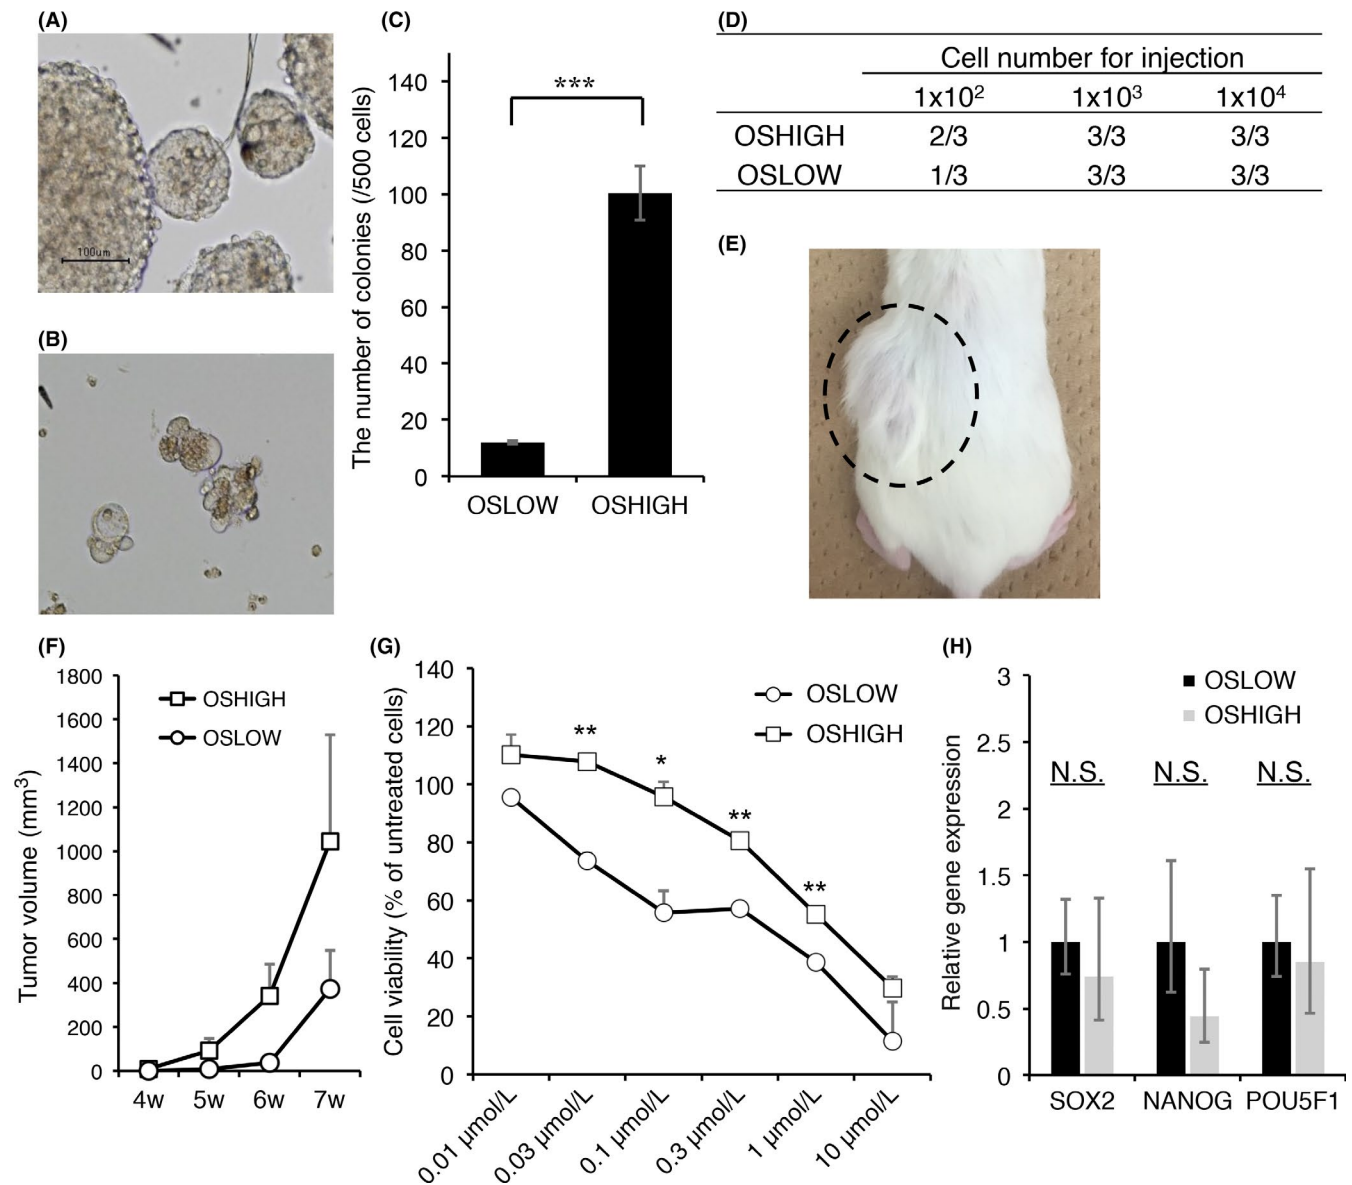 (A)
100um
(B)
(C)
The number of colonies (/500 cells)
140
120
100
80
60
40
20
0
***
OSLOW OSHIGH
(D)
Cell number for injection
1x10² 1x10³ 1x10⁴
OSHIGH 2/3 3/3 3/3
OSLOW 1/3 3/3 3/3
(E)
(F)
Tumor volume (mm³)
1800
1600
1400
1200
1000
800
600
400
200
0
OSHIGH
OSLOW
4w 5w 6w 7w
(G)
Cell viability (% of untreated cells)
140
120
100
80
60
40
20
0
OSLOW
OSHIGH
** * ** **
0.01 µmol/L 0.03 µmol/L 0.1 µmol/L 0.3 µmol/L 1 µmol/L 10 µmol/L
(H)
Relative gene expression
3
2.5
2
1.5
1
0.5
0
OSLOW
OSHIGH
N.S. N.S. N.S.
SOX2 NANOG POU5F1